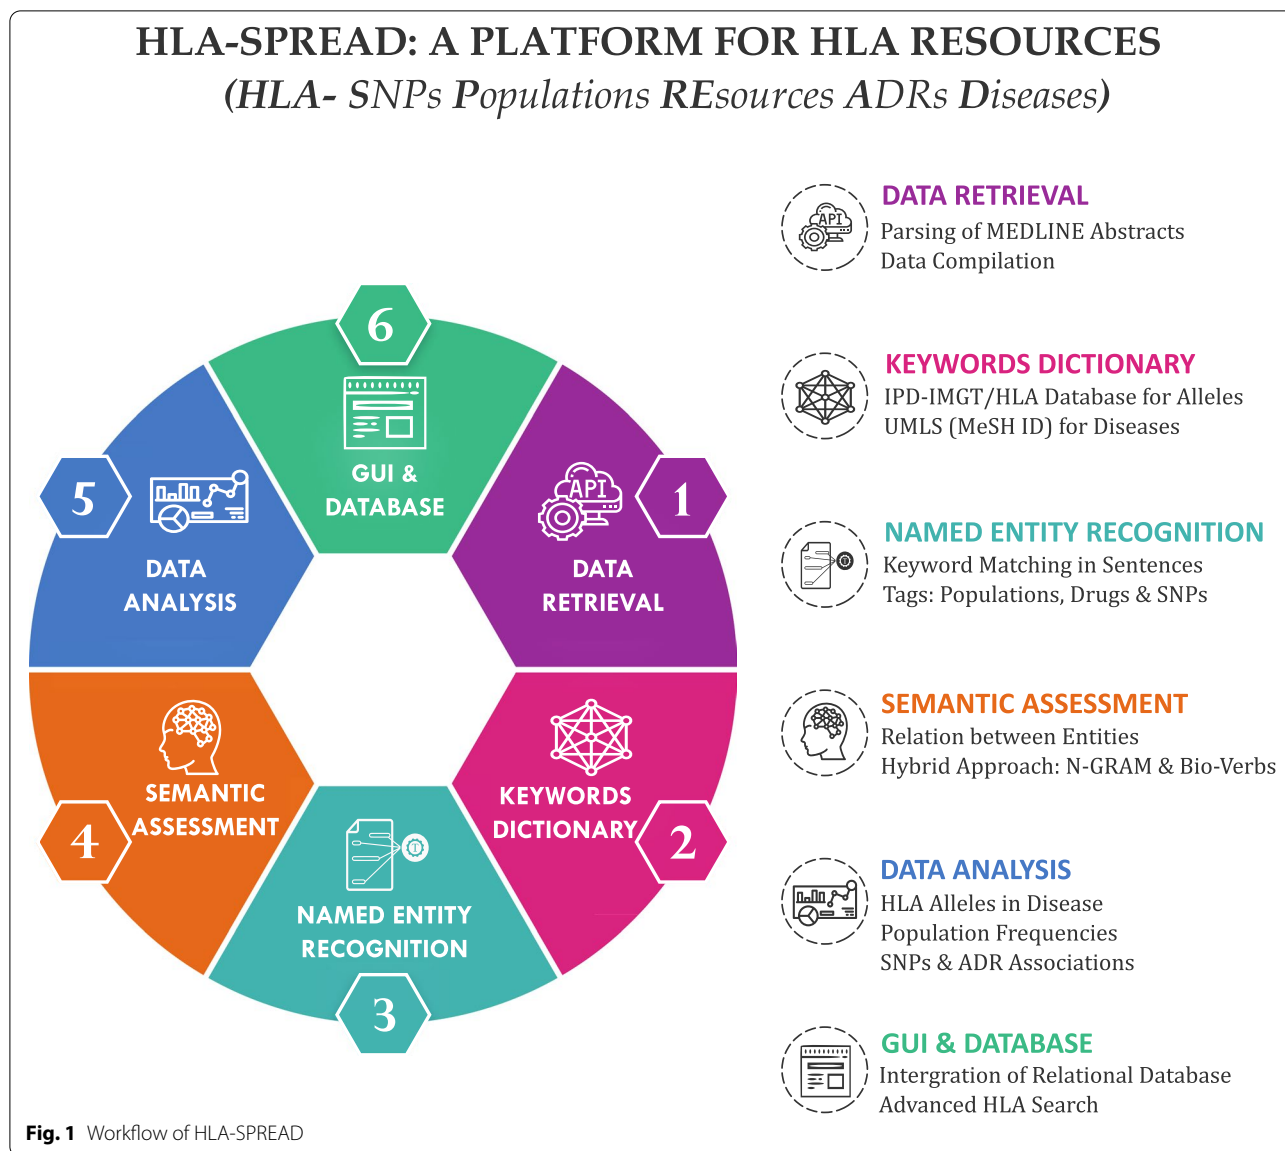 HLA-SPREAD: A PLATFORM FOR HLA RESOURCES
(HLA- SNPs Populations REsources ADRs Diseases)
6
GUI &
DATABASE
5
DATA
ANALYSIS
API
1
DATA
RETRIEVAL
SEMANTIC
ASSESSMENT
4
KEYWORDS
DICTIONARY
2
T
NAMED ENTITY
RECOGNITION
3
API
DATA RETRIEVAL
Parsing of MEDLINE Abstracts
Data Compilation
KEYWORDS DICTIONARY
IPD-IMGT/HLA Database for Alleles
UMLS (MeSH ID) for Diseases
NAMED ENTITY RECOGNITION
Keyword Matching in Sentences
Tags: Populations, Drugs & SNPs
SEMANTIC ASSESSMENT
Relation between Entities
Hybrid Approach: N-GRAM & Bio-Verbs
DATA ANALYSIS
HLA Alleles in Disease
Population Frequencies
SNPs & ADR Associations
GUI & DATABASE
Intergration of Relational Database
Advanced HLA Search
Fig. 1 Workflow of HLA-SPREAD